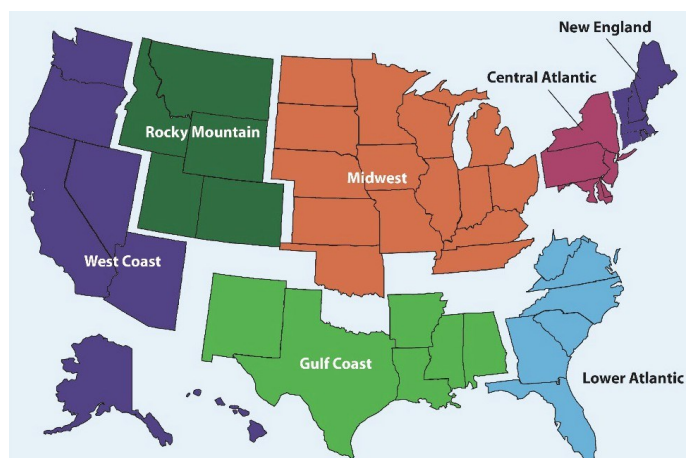 New England
Central Atlantic
Rocky Mountain
Midwest
West Coast
Gulf Coast
Lower Atlantic